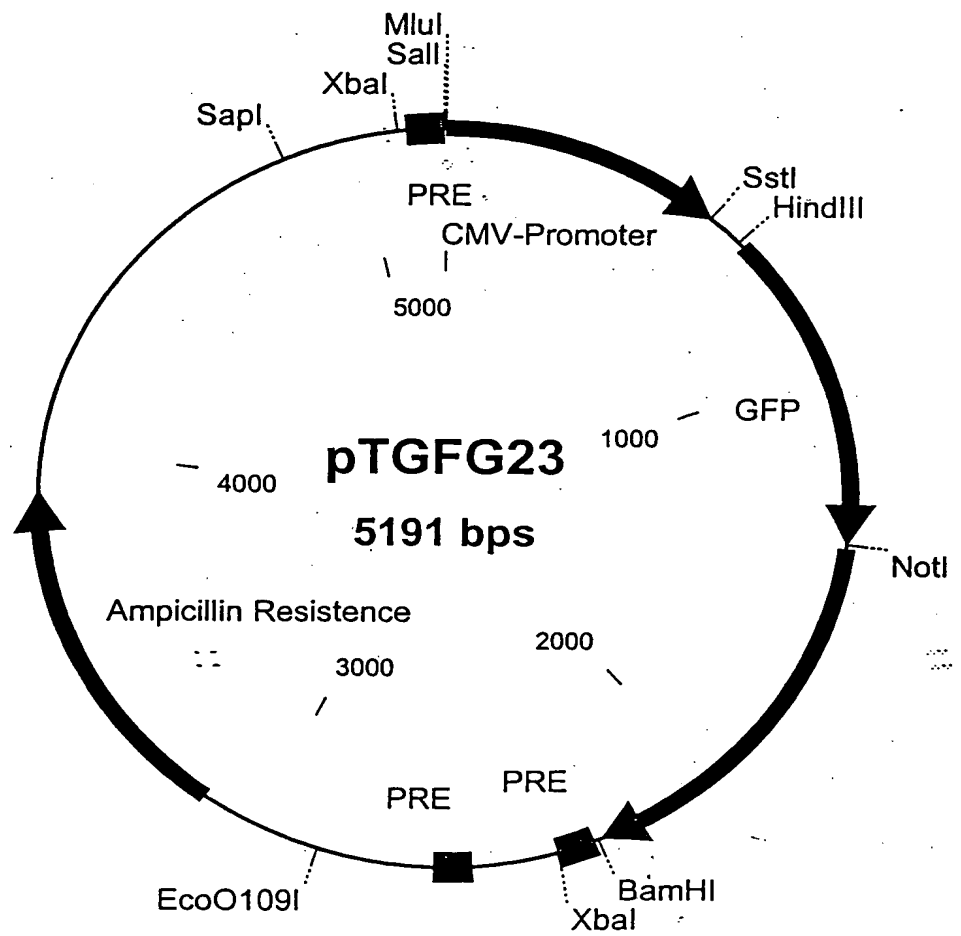 MluI
SalI
XbaI
SapI
PRE
SstI
HindIII
CMV-Promoter
5000
GFP
1000
pTGFG23
4000
5191 bps
NotI
Ampicillin Resistence
2000
3000
PRE
PRE
EcoO109I
BamHI
XbaI